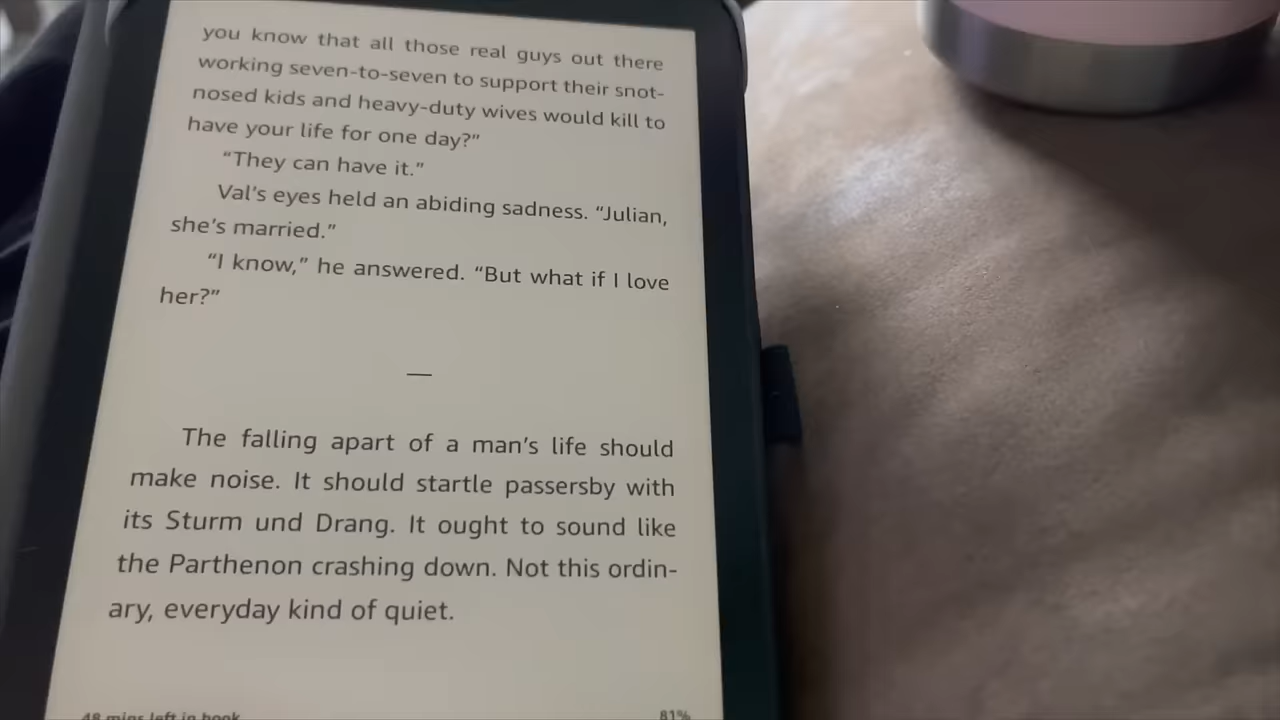 you know that all those real guys out there
working seven-to-seven to support their snot-
nosed kids and heavy-duty wives would kill to
have your life for one day?”
“They can have it.”
Val’s eyes held an abiding sadness. “Julian,
she’s married.”
“I know,” he answered. “But what if I love
her?”
—
The falling apart of a man’s life should
make noise. It should startle passersby with
its Sturm und Drang. It ought to sound like
the Parthenon crashing down. Not this ordin-
ary, everyday kind of quiet.
48 mins left in book 81%